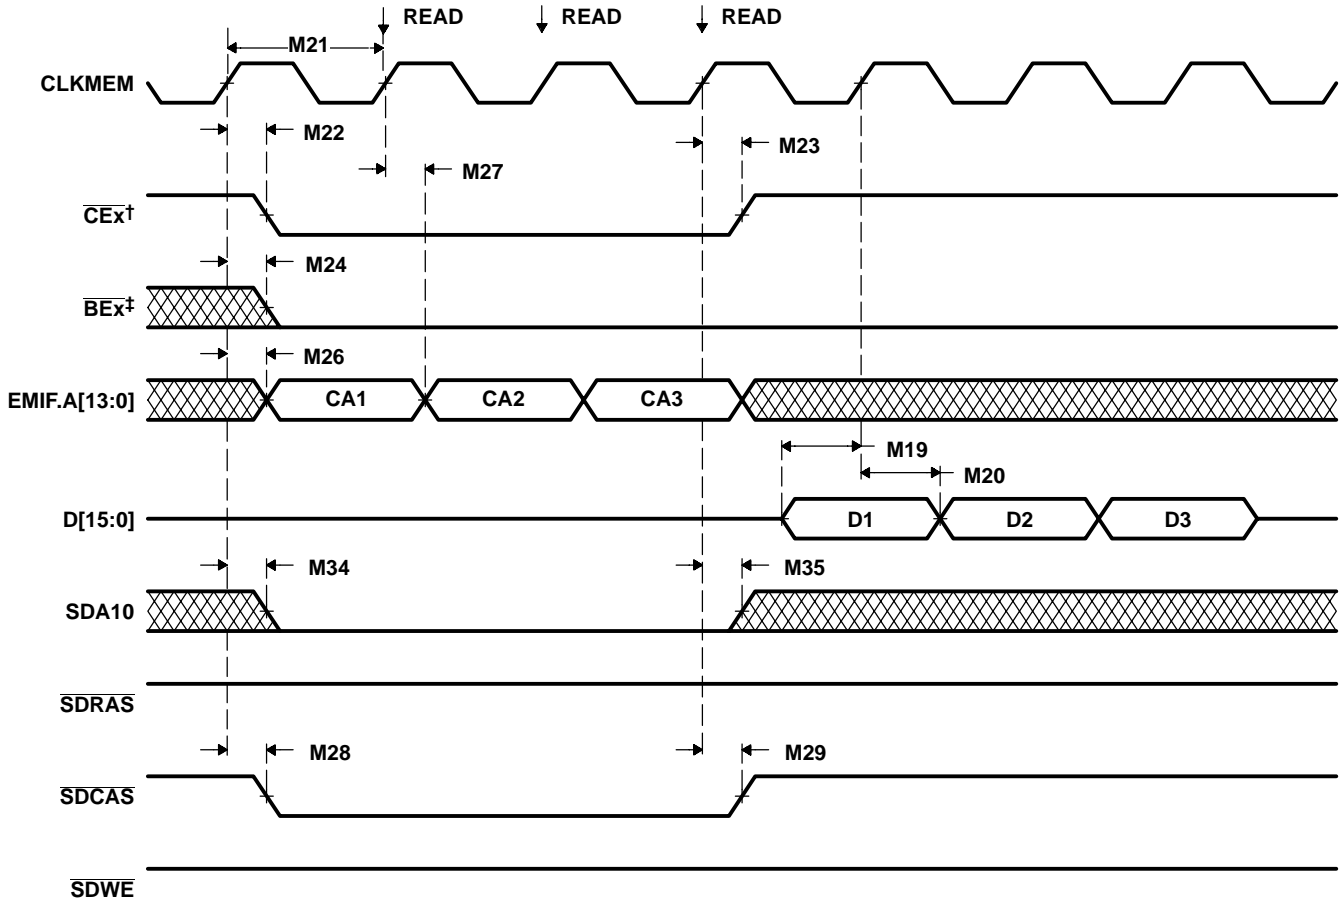 READ READ READ
M21
CLKMEM
M22 M23
M27
CEx†
M24
BEx‡
M26
EMIF.A[13:0] CA1 CA2 CA3
M19
M20
D[15:0] D1 D2 D3
M34 M35
SDA10
SDRAS
M28 M29
SDCAS
SDWE